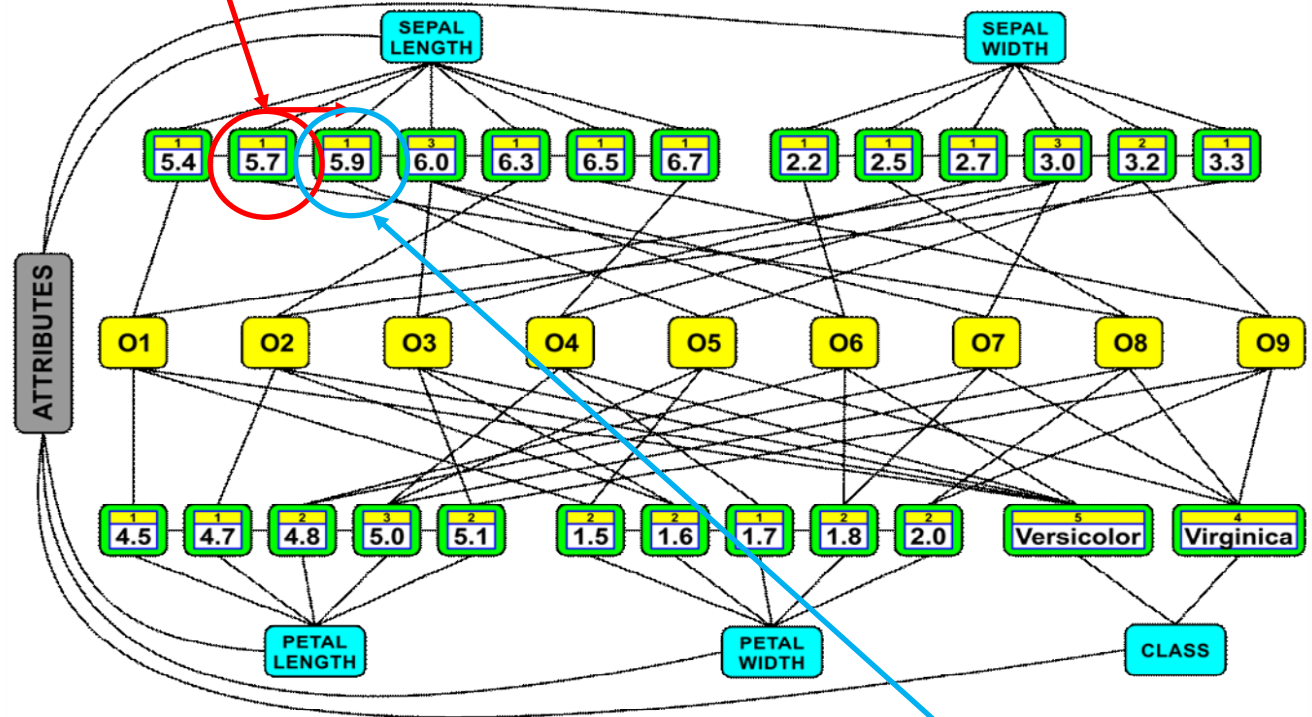 SEPAL
LENGTH
SEPAL
WIDTH
1 1 1 3 1 1 1 1 1 1 3 2 1
5.4 5.7 5.9 6.0 6.3 6.5 6.7 2.2 2.5 2.7 3.0 3.2 3.3
ATTRIBUTES
O1 O2 O3 O4 O5 O6 O7 O8 O9
1 1 2 3 2 2 2 1 2 2 5 4
4.5 4.7 4.8 5.0 5.1 1.5 1.6 1.7 1.8 2.0 Versicolor Virginica
PETAL
LENGTH
PETAL
WIDTH
CLASS